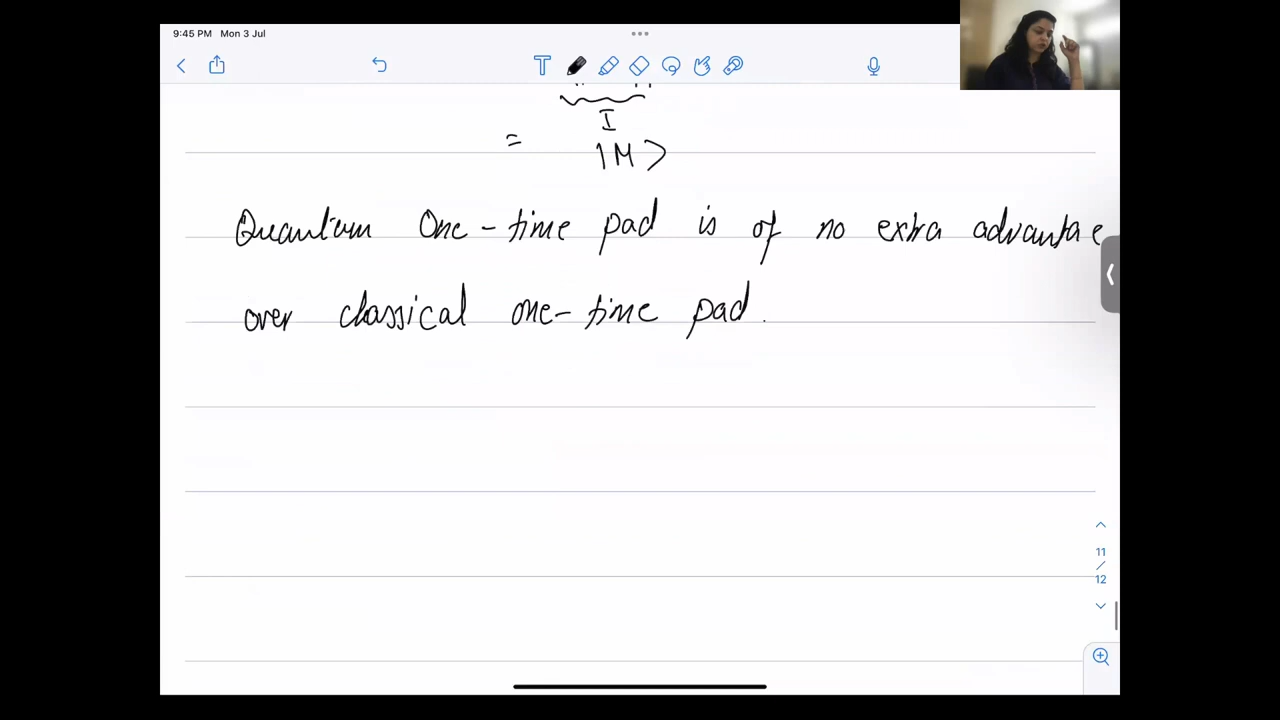 9:45 PM Mon 3 Jul
I
= |M>
Quantum One-time pad is of no extra advantage
over classical one-time pad.
11
/
12